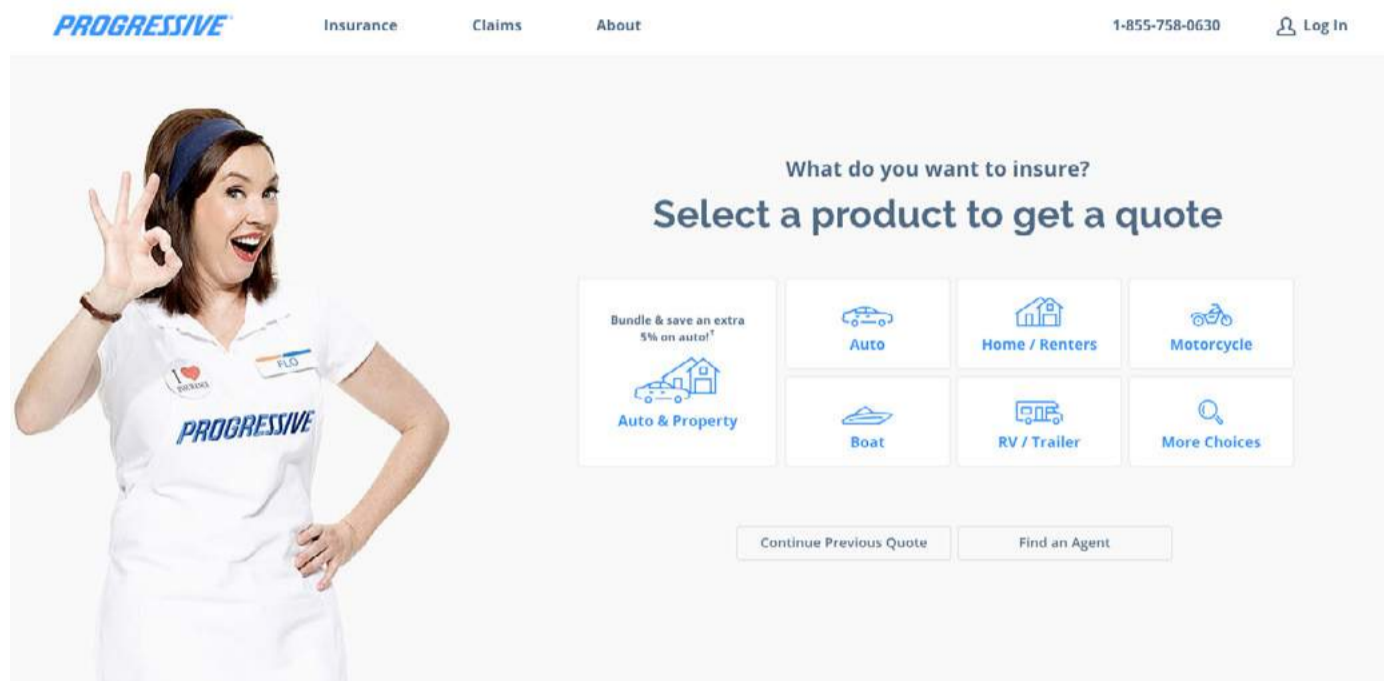 PROGRESSIVE
Insurance
Claims
About
1-855-758-0630
Log In
What do you want to insure?
Select a product to get a quote
Bundle & save an extra
5% on auto!†
Auto & Property
Auto
Home / Renters
Motorcycle
Boat
RV / Trailer
More Choices
Continue Previous Quote
Find an Agent
FLO
I ❤
INSURANCE
PROGRESSIVE